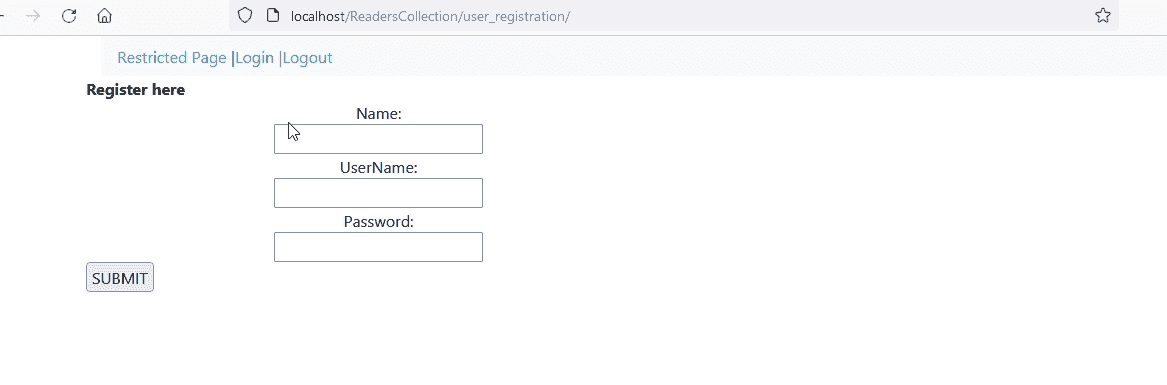 localhost/ReadersCollection/user_registration/
Restricted Page |Login |Logout
Register here
Name:
UserName:
Password:
SUBMIT